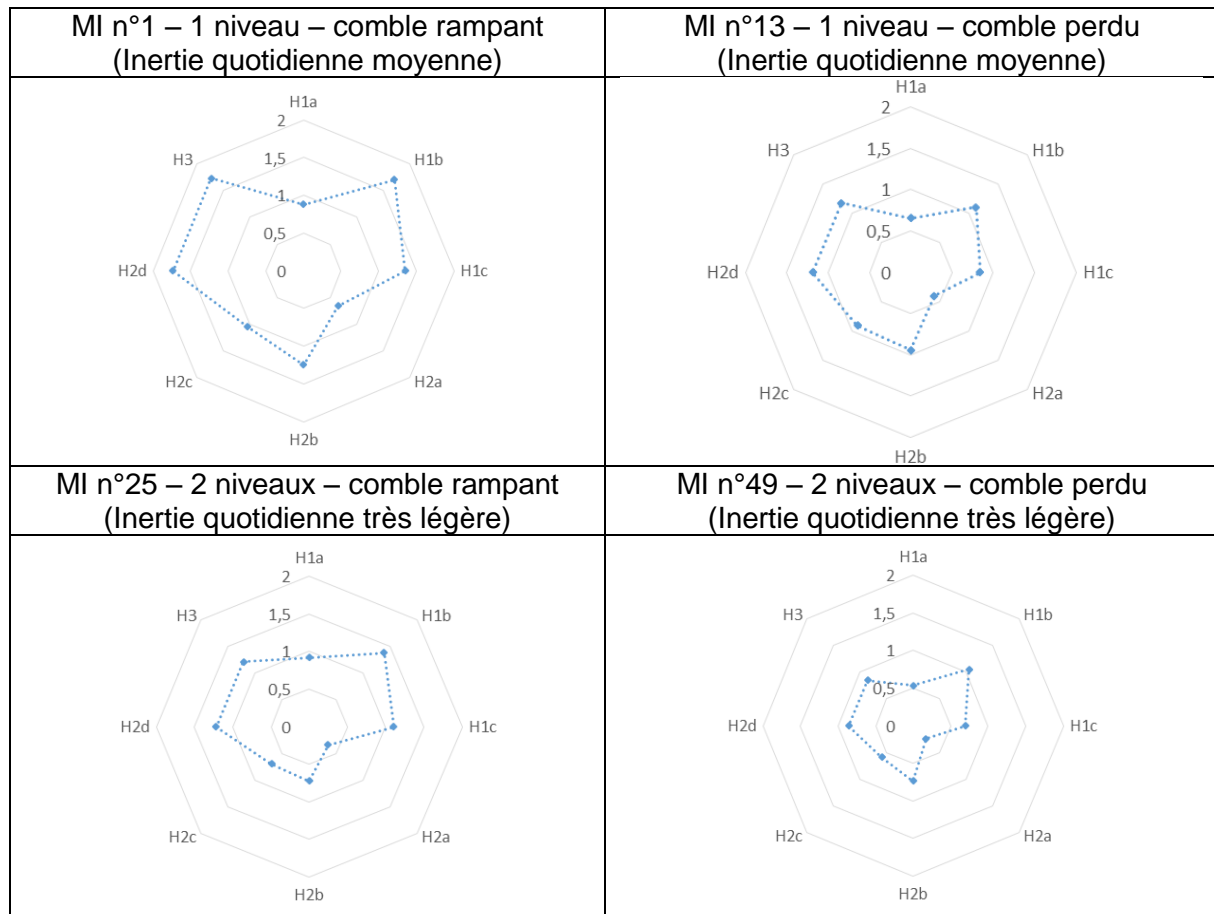 MI n°1 – 1 niveau – comble rampant
(Inertie quotidienne moyenne)
MI n°13 – 1 niveau – comble perdu
(Inertie quotidienne moyenne)
H1a
2
H3
1,5
H1b
1
0,5
H2d
0
H1c
H2c
H2a
H2b
H1a
2
H3
1,5
H1b
1
0,5
H2d
0
H1c
H2c
H2a
H2b
MI n°25 – 2 niveaux – comble rampant
(Inertie quotidienne très légère)
MI n°49 – 2 niveaux – comble perdu
(Inertie quotidienne très légère)
H1a
2
H3
1,5
H1b
1
0,5
H2d
0
H1c
H2c
H2a
H2b
H1a
2
H3
1,5
H1b
1
0,5
H2d
0
H1c
H2c
H2a
H2b